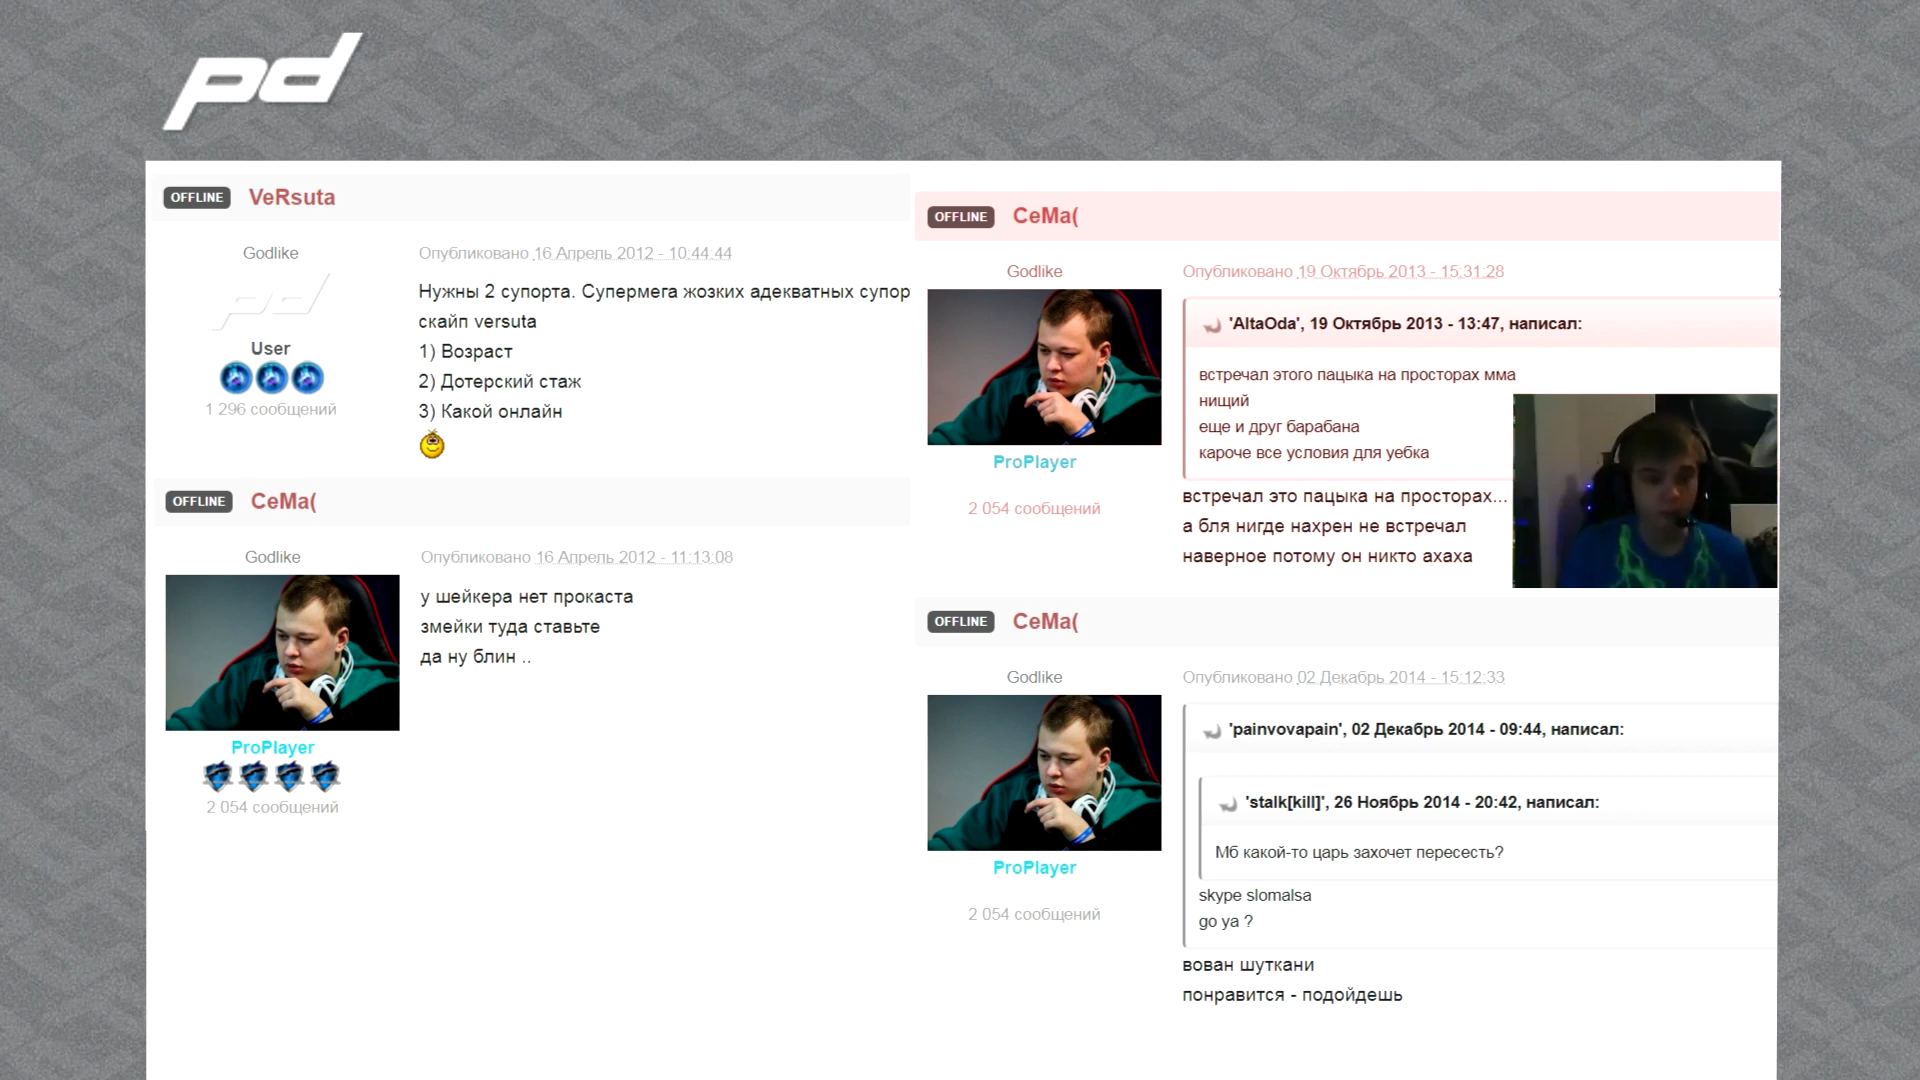 pd
OFFLINE VeRsuta
Godlike
User
1 296 сообщений
Опубликовано 16 Апрель 2012 - 10:44:44
Нужны 2 супорта. Супермега жозких адекватных супор
скайп versuta
1) Возраст
2) Дотерский стаж
3) Какой онлайн
OFFLINE CeMa(
Godlike
ProPlayer
2 054 сообщений
Опубликовано 16 Апрель 2012 - 11:13:08
у шейкера нет прокаста
змейки туда ставьте
да ну блин ..
OFFLINE CeMa(
Godlike
ProPlayer
2 054 сообщений
Опубликовано 19 Октябрь 2013 - 15:31:28
'AltaOda', 19 Октябрь 2013 - 13:47, написал:
встречал этого пацыка на просторах мма
нищий
еще и друг барабана
кароче все условия для уебка
встречал это пацыка на просторах...
а бля нигде нахрен не встречал
наверное потому он никто ахаха
OFFLINE CeMa(
Godlike
ProPlayer
2 054 сообщений
Опубликовано 02 Декабрь 2014 - 15:12:33
'painvovapain', 02 Декабрь 2014 - 09:44, написал:
'stalk[kill]', 26 Ноябрь 2014 - 20:42, написал:
Мб какой-то царь захочет пересесть?
skype slomalsa
go ya ?
вован шуткани
понравится - подойдешь